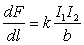 dF/dl = k I₁I₂/b